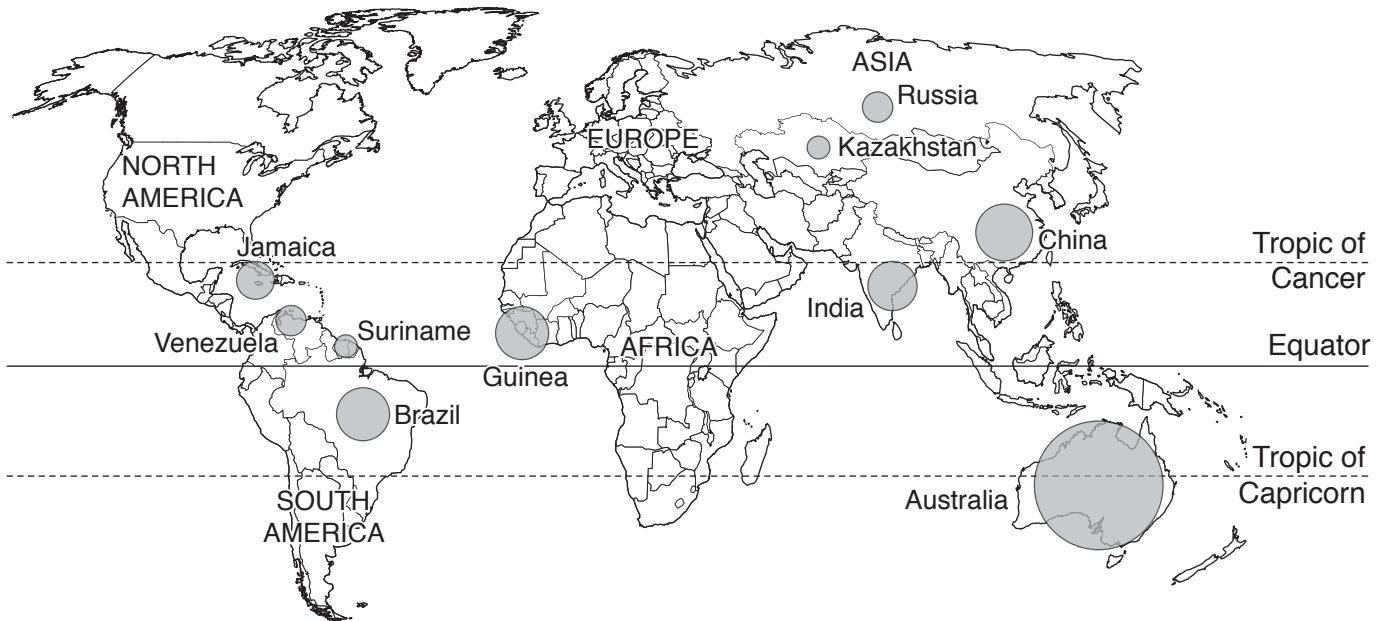 ASIA
Russia
EUROPE
Kazakhstan
NORTH
AMERICA
Jamaica
China
Tropic of
Cancer
India
Venezuela
Suriname
AFRICA
Equator
Guinea
Brazil
Tropic of
Capricorn
Australia
SOUTH
AMERICA